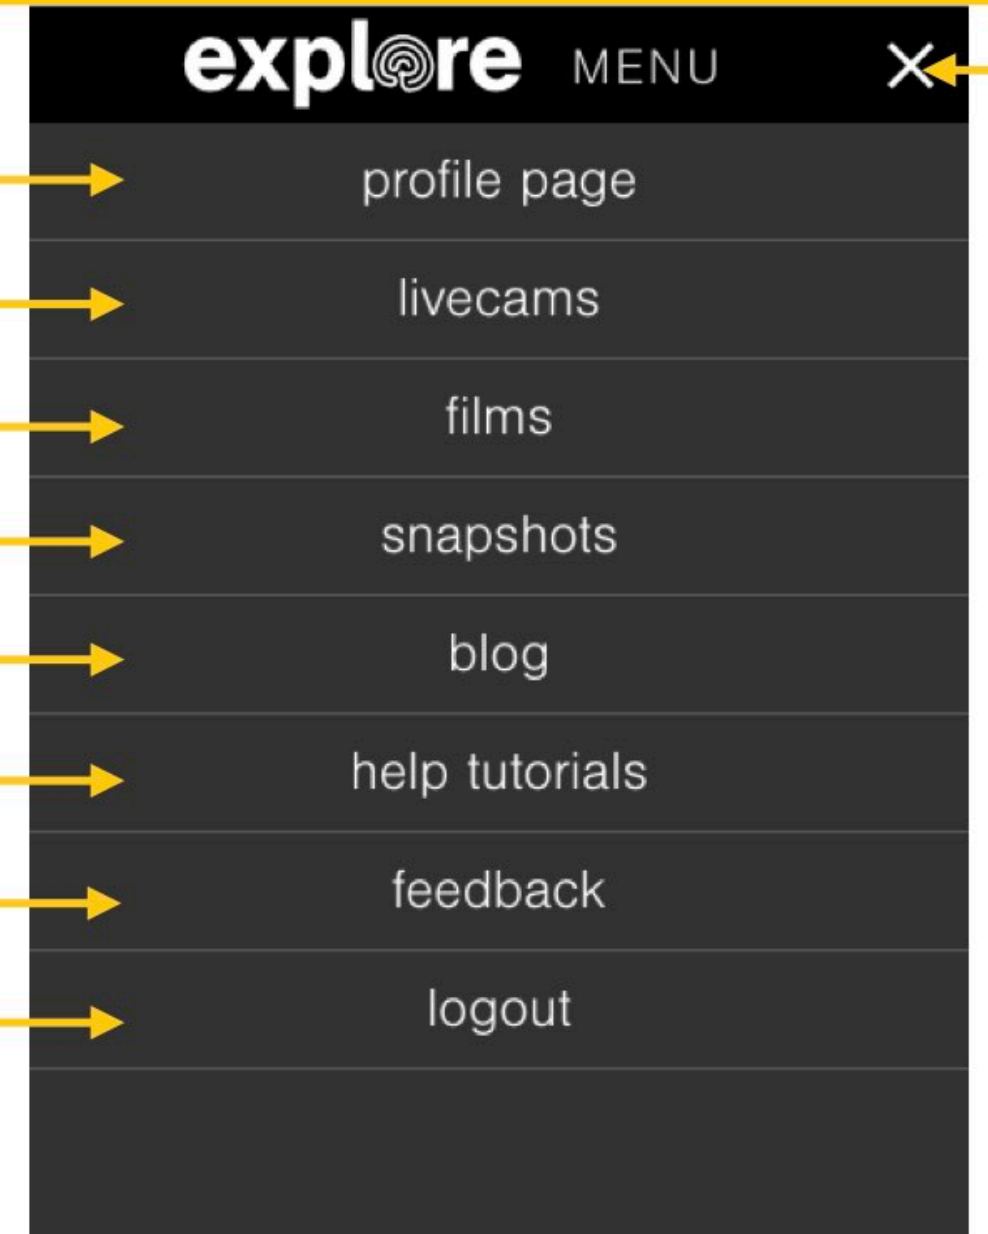 explore MENU
profile page
livecams
films
snapshots
blog
help tutorials
feedback
logout